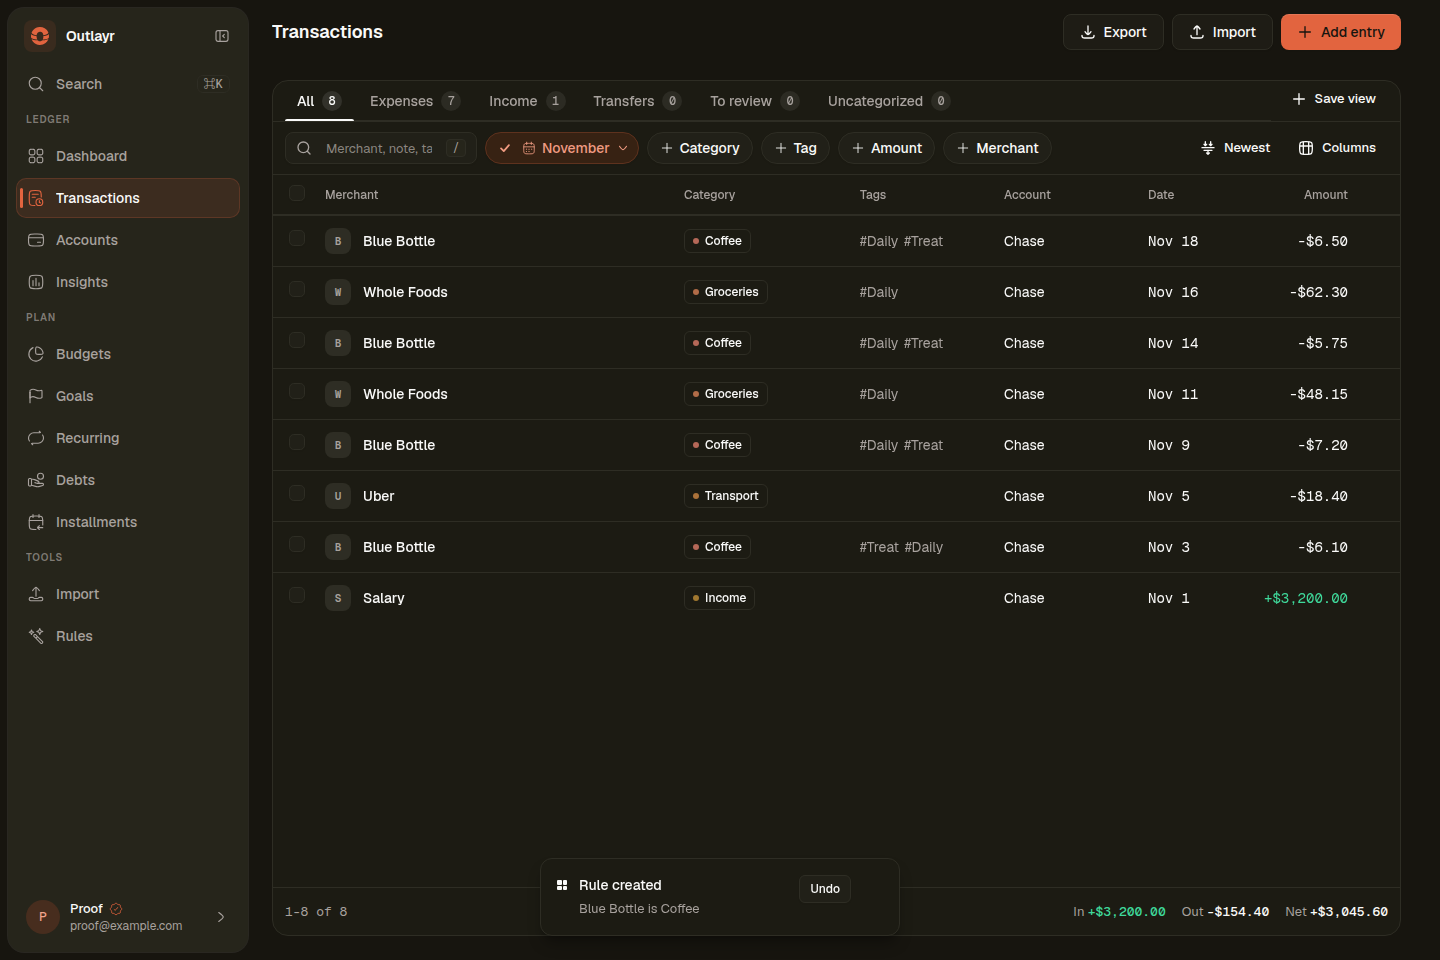 Outlayr
Search ⌘K
LEDGER
Dashboard
Transactions
Accounts
Insights
PLAN
Budgets
Goals
Recurring
Debts
Installments
TOOLS
Import
Rules
P Proof
proof@example.com
Transactions
Export Import Add entry
All 8 Expenses 7 Income 1 Transfers 0 To review 0 Uncategorized 0 Save view
Merchant, note, ta / November Category Tag Amount Merchant Newest Columns
Merchant Category Tags Account Date Amount
B Blue Bottle Coffee #Daily #Treat Chase Nov 18 -$6.50
W Whole Foods Groceries #Daily Chase Nov 16 -$62.30
B Blue Bottle Coffee #Daily #Treat Chase Nov 14 -$5.75
W Whole Foods Groceries #Daily Chase Nov 11 -$48.15
B Blue Bottle Coffee #Daily #Treat Chase Nov 9 -$7.20
U Uber Transport Chase Nov 5 -$18.40
B Blue Bottle Coffee #Treat #Daily Chase Nov 3 -$6.10
S Salary Income Chase Nov 1 +$3,200.00
1-8 of 8 In +$3,200.00 Out -$154.40 Net +$3,045.60
Rule created Undo
Blue Bottle is Coffee